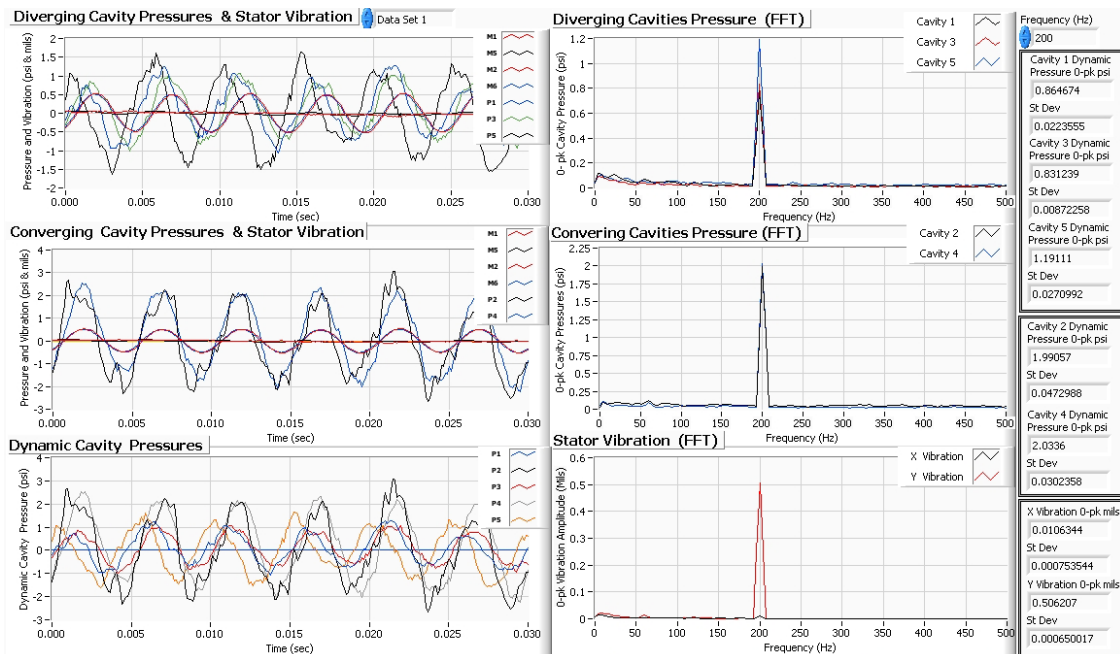 Diverging Cavity Pressures & Stator Vibration
Data Set 1
Pressure and Vibration (psi & mils)
2
1.5
1
0.5
0
-0.5
-1
-1.5
-2
0.000 0.005 0.010 0.015 0.020 0.025 0.030
Time (sec)
M1
M5
M2
M6
P1
P3
P5
Diverging Cavities Pressure (FFT)
Cavity 1
Cavity 3
Cavity 5
0-pk Cavity Pressure (psi)
1.2
1
0.8
0.6
0.4
0.2
0
0 50 100 150 200 250 300 350 400 450 500
Frequency (Hz)
Converging Cavity Pressures & Stator Vibration
Pressure and Vibration (psi & mils)
4
3
2
1
0
-1
-2
-3
0.000 0.005 0.010 0.015 0.020 0.025 0.030
Time (sec)
M1
M5
M2
M6
P2
P4
Convering Cavities Pressure (FFT)
Cavity 2
Cavity 4
0-pk Cavity Pressures (psi)
2.25
2
1.75
1.5
1.25
1
0.75
0.5
0.25
0
0 50 100 150 200 250 300 350 400 450 500
Frequency (Hz)
Dynamic Cavity Pressures
Dynamic Cavity Pressure (psi)
4
3
2
1
0
-1
-2
-3
0.000 0.005 0.010 0.015 0.020 0.025 0.030
Time (sec)
P1
P2
P3
P4
P5
Stator Vibration (FFT)
X Vibration
Y Vibration
0-pk Vibration Amplitude (Mils)
0.6
0.5
0.4
0.3
0.2
0.1
0
0 50 100 150 200 250 300 350 400 450 500
Frequency (Hz)
Frequency (Hz)
200
Cavity 1 Dynamic
Pressure 0-pk psi
0.864674
St Dev
0.0223555
Cavity 3 Dynamic
Pressure 0-pk psi
0.831239
St Dev
0.00872258
Cavity 5 Dynamic
Pressure 0-pk psi
1.19111
St Dev
0.0270992
Cavity 2 Dynamic
Pressure 0-pk psi
1.99057
St Dev
0.0472988
Cavity 4 Dynamic
Pressure 0-pk psi
2.0336
St Dev
0.0302358
X Vibration 0-pk mils
0.0106344
St Dev
0.000753544
Y Vibration 0-pk mils
0.506207
St Dev
0.000650017